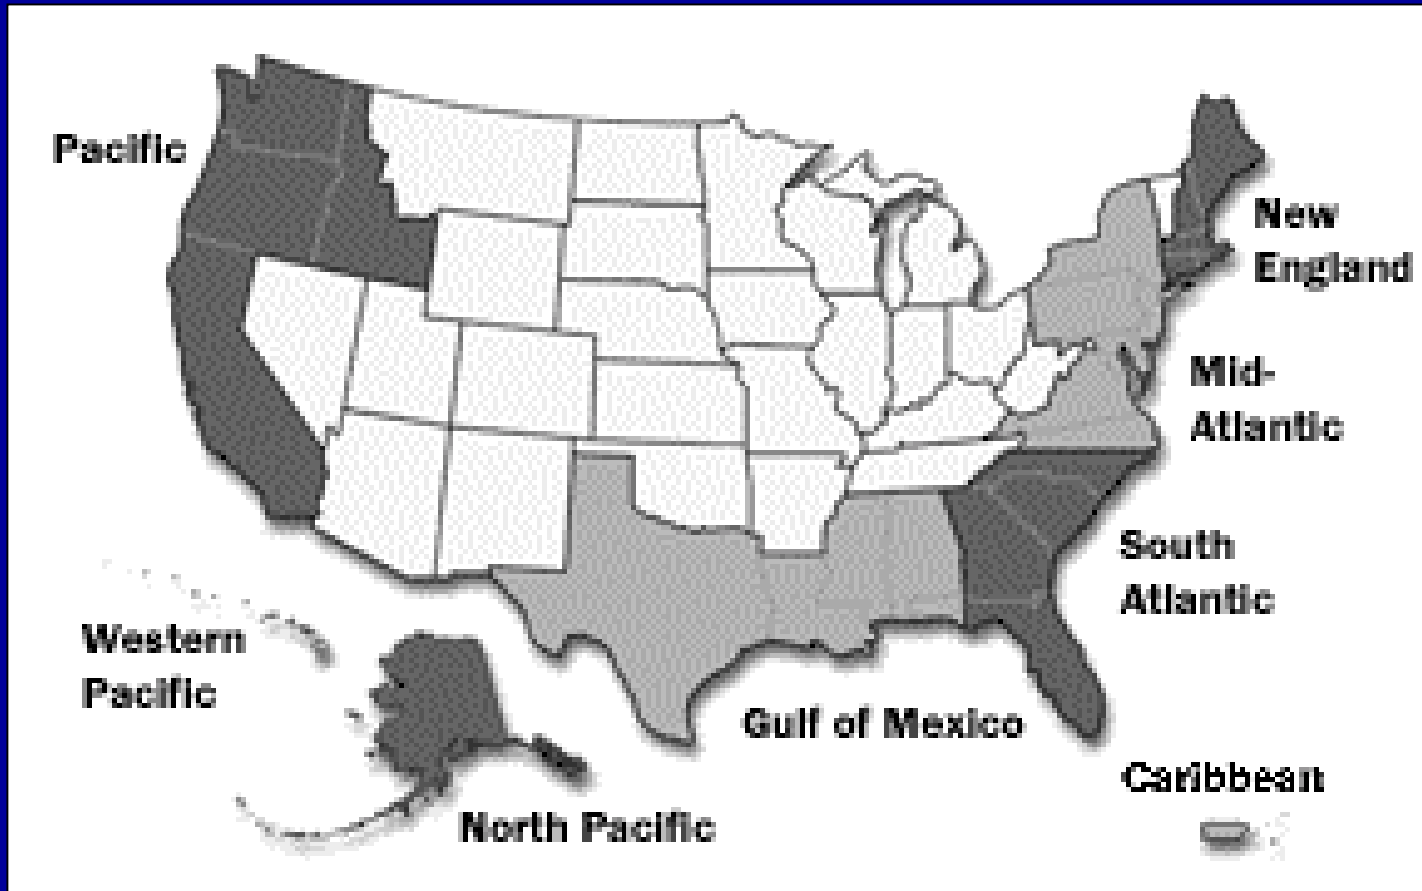 Pacific
New
England
Mid-
Atlantic
South
Atlantic
Western
Pacific
Gulf of Mexico
Caribbean
North Pacific